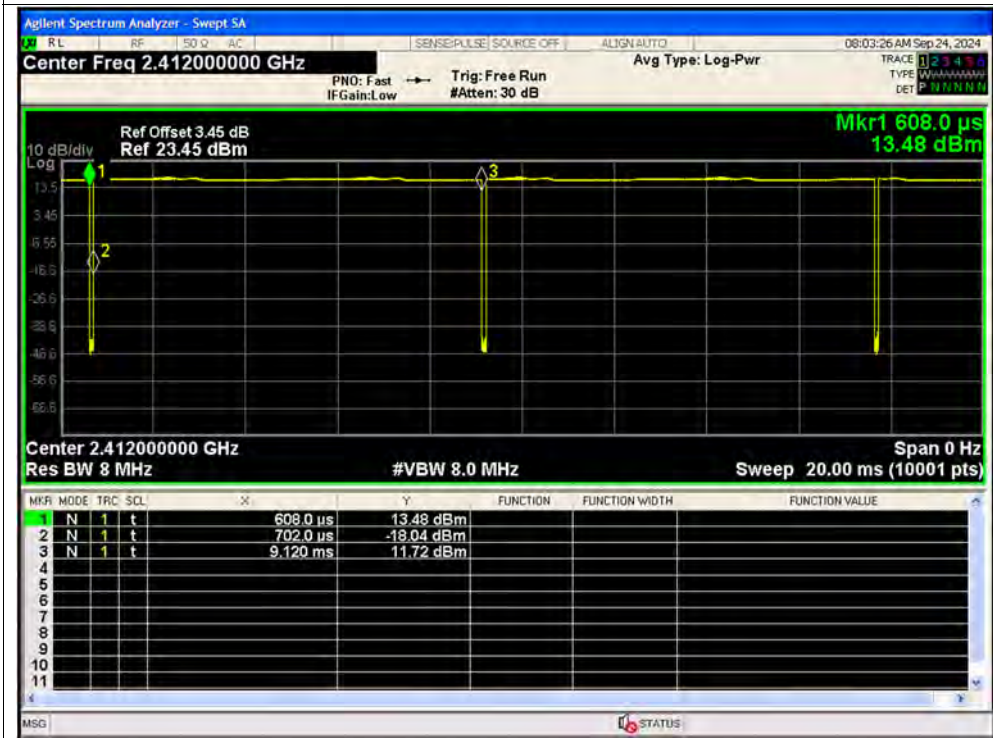 Agilent Spectrum Analyzer - Swept SA
RL RF 50 Ω AC SENSE:PULSE SOURCE OFF ALIGN AUTO 08:03:26 AM Sep 24, 2024
Center Freq 2.412000000 GHz
PNO: Fast
IFGain:Low
Trig: Free Run
#Atten: 30 dB
Avg Type: Log-Pwr
TRACE 1 2 3 4 5 6
TYPE W
DET P N N N N N
Mkr1 608.0 µs
13.48 dBm
Ref Offset 3.45 dB
10 dB/div Ref 23.45 dBm
Log
1
3
13.5
3.45
-6.55
2
-16.6
-26.6
-36.6
-46.6
-56.6
-66.6
Center 2.412000000 GHz Span 0 Hz
Res BW 8 MHz #VBW 8.0 MHz Sweep 20.00 ms (10001 pts)
MKR MODE TRC SCL X Y FUNCTION FUNCTION WIDTH FUNCTION VALUE
1 N 1 t 608.0 µs 13.48 dBm
2 N 1 t 702.0 µs -18.04 dBm
3 N 1 t 9.120 ms 11.72 dBm
4
5
6
7
8
9
10
11
MSG STATUS